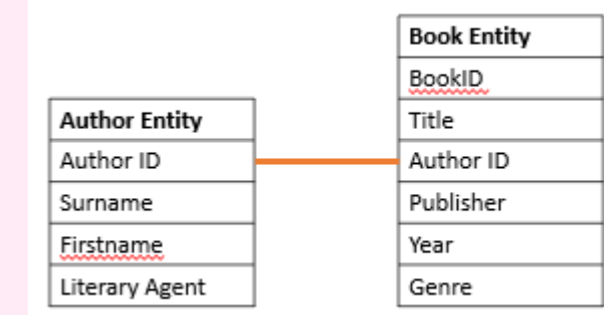 Author Entity
Author ID
Surname
Firstname
Literary Agent
Book Entity
BookID
Title
Author ID
Publisher
Year
Genre